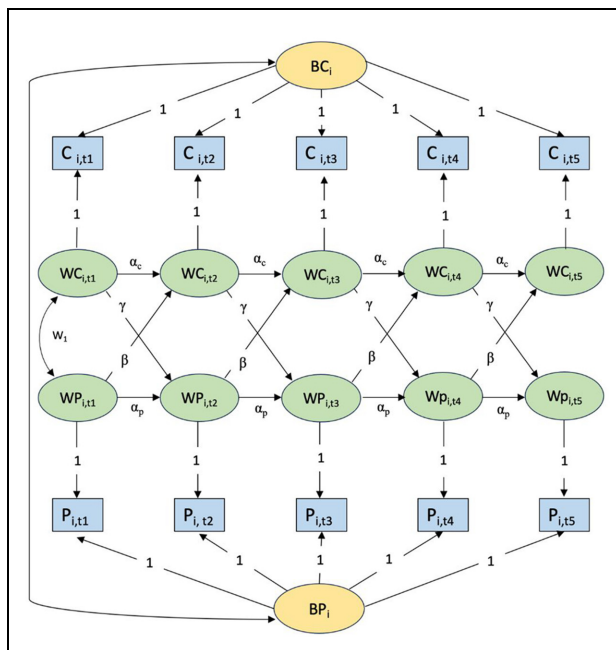 BCi
1 1 1 1 1
C i,t1 C i,t2 C i,t3 C i,t4 C i,t5
1 1 1 1 1
αc αc αc αc
WCi,t1 WCi,t2 WCi,t3 WCi,t4 WCi,t5
γ γ γ γ
W1
β β β β
WPi,t1 WPi,t2 WPi,t3 Wpi,t4 Wpi,t5
αp αp αp αp
1 1 1 1 1
Pi,t1 Pi, t2 Pi,t3 Pi,t4 Pi,t5
1 1 1 1 1
BPi